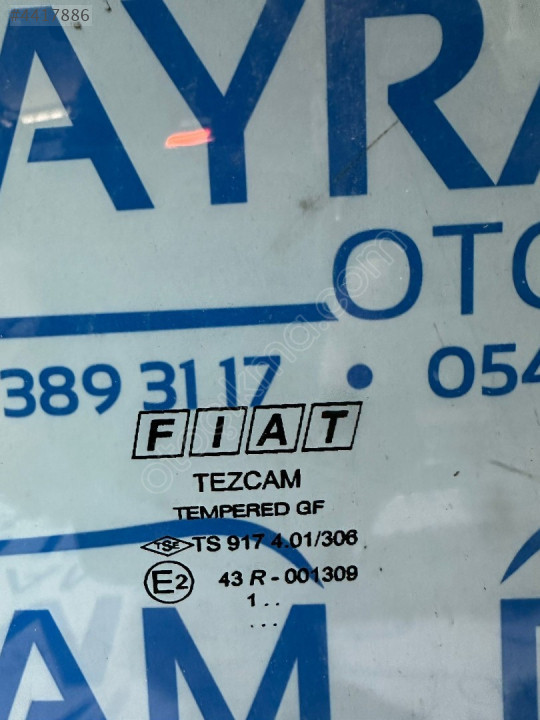 #4417886
AYRA
OTO
389 31 17 • 054
FIAT
TEZCAM
TEMPERED GF
TSE TS 917 4.01/306
E2 43 R - 001309
1 . .
. . .
AM